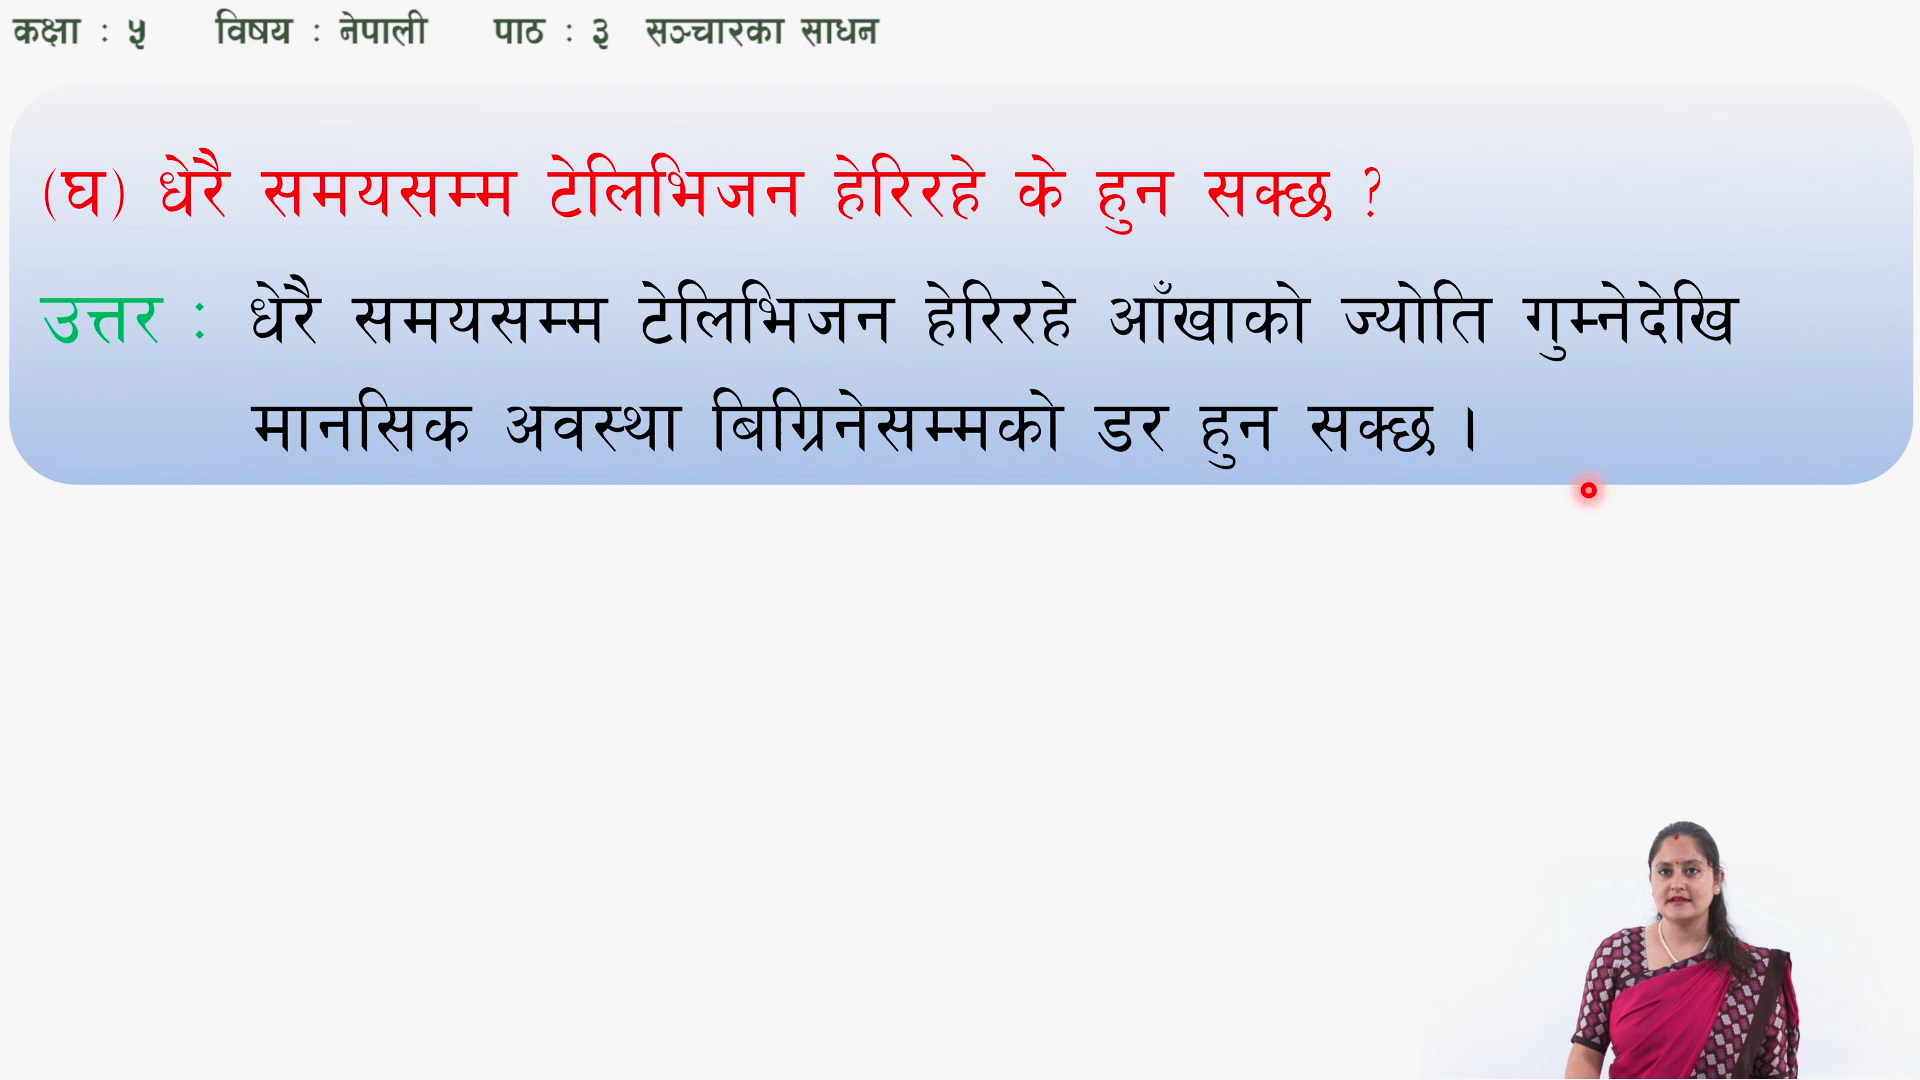 कक्षा : ५ विषय : नेपाली पाठ : ३ सञ्चारका साधन
(घ) धेरै समयसम्म टेलिभिजन हेरिरहे के हुन सक्छ ?
उत्तर : धेरै समयसम्म टेलिभिजन हेरिरहे आँखाको ज्योति गुम्नेदेखि
मानसिक अवस्था बिग्रिनेसम्मको डर हुन सक्छ ।